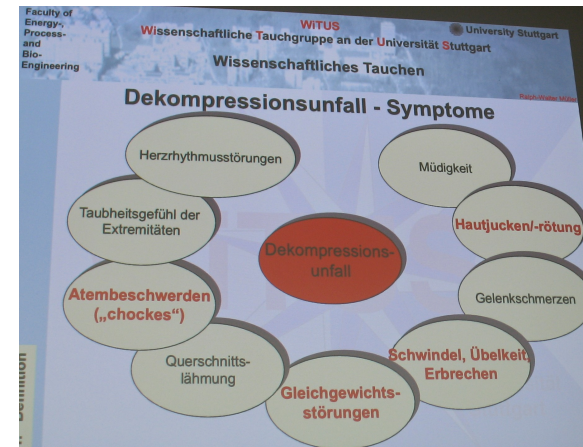 Faculty of
Energy-,
Process-
and
Bio-
Engineering
WiTUS
Wissenschaftliche Tauchgruppe an der Universität Stuttgart
University Stuttgart
Wissenschaftliches Tauchen
Dekompressionsunfall - Symptome
Herzrhythmusstörungen
Müdigkeit
Taubheitsgefühl der
Extremitäten
Hautjucken/-rötung
Dekompressions-
unfall
Atembeschwerden
(„chockes“)
Gelenkschmerzen
Querschnitts-
lähmung
Schwindel, Übelkeit,
Erbrechen
Gleichgewichts-
störungen
Definition